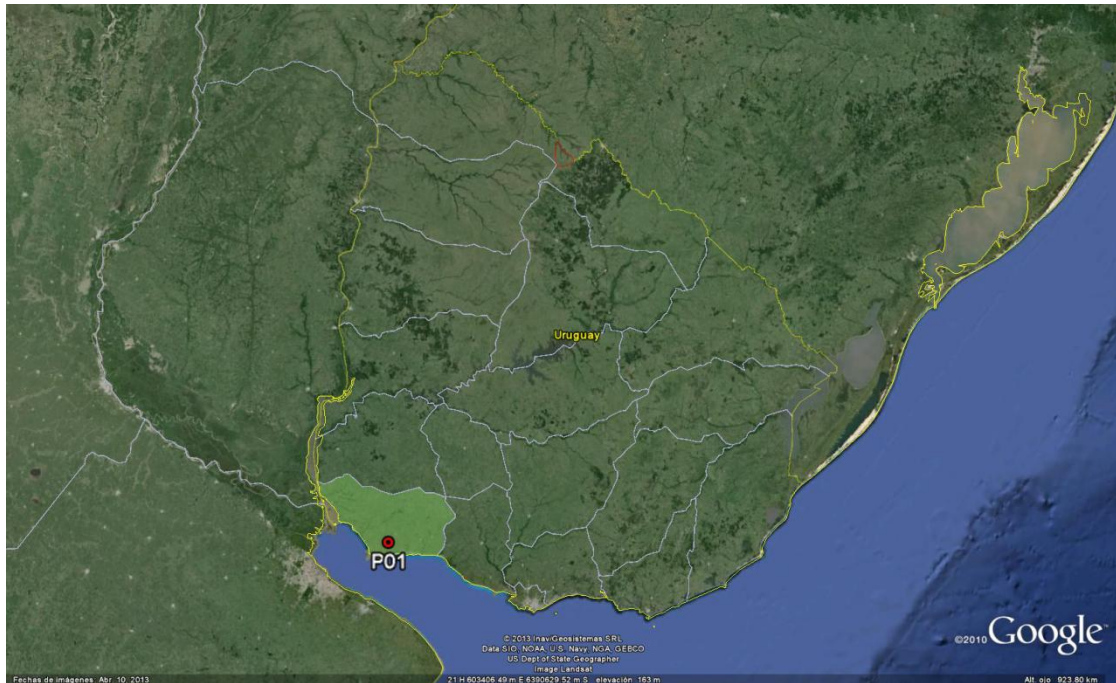 Uruguay
P01
© 2013 Inav/Geosistemas SRL
Data SIO, NOAA, U.S. Navy, NGA, GEBCO
US Dept of State Geographer
Image Landsat
©2010 Google
Fechas de imágenes: Abr. 10, 2013
21 H 603406.49 m E 6390629.52 m S elevación 163 m
Alt. ojo 923.80 km